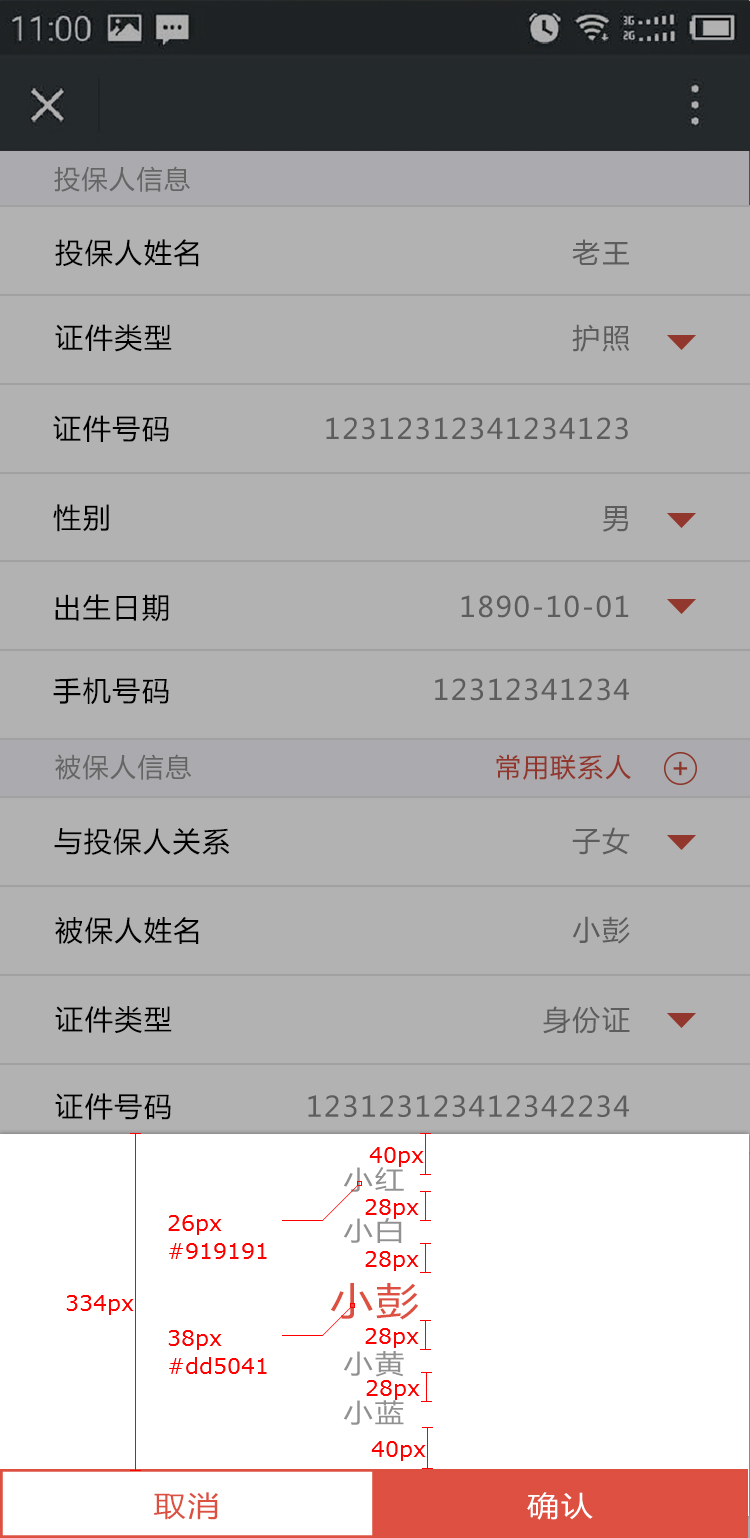 11:00 3G 2G
投保人信息
投保人姓名 老王
证件类型 护照
证件号码 12312312341234123
性别 男
出生日期 1890-10-01
手机号码 12312341234
被保人信息 常用联系人
与投保人关系 子女
被保人姓名 小彭
证件类型 身份证
证件号码 123123123412342234
40px
小红
26px
#919191
28px
小白
28px
334px
小彭
38px
#dd5041
28px
小黄
28px
小蓝
40px
取消 确认